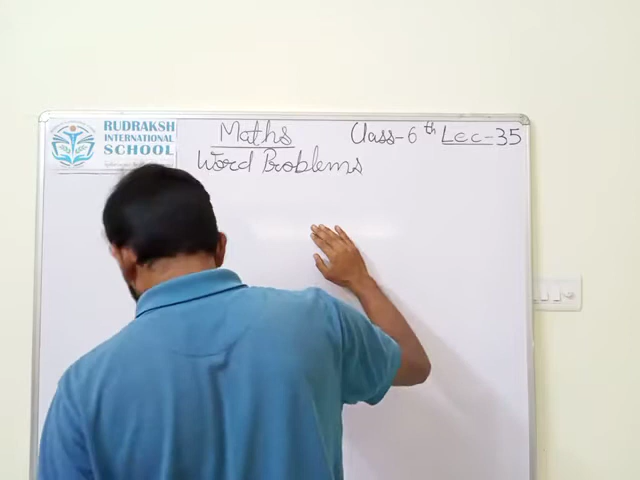 RUDRAKSH
INTERNATIONAL
SCHOOL
Maths
Class-6th Lec-35
Word Problems